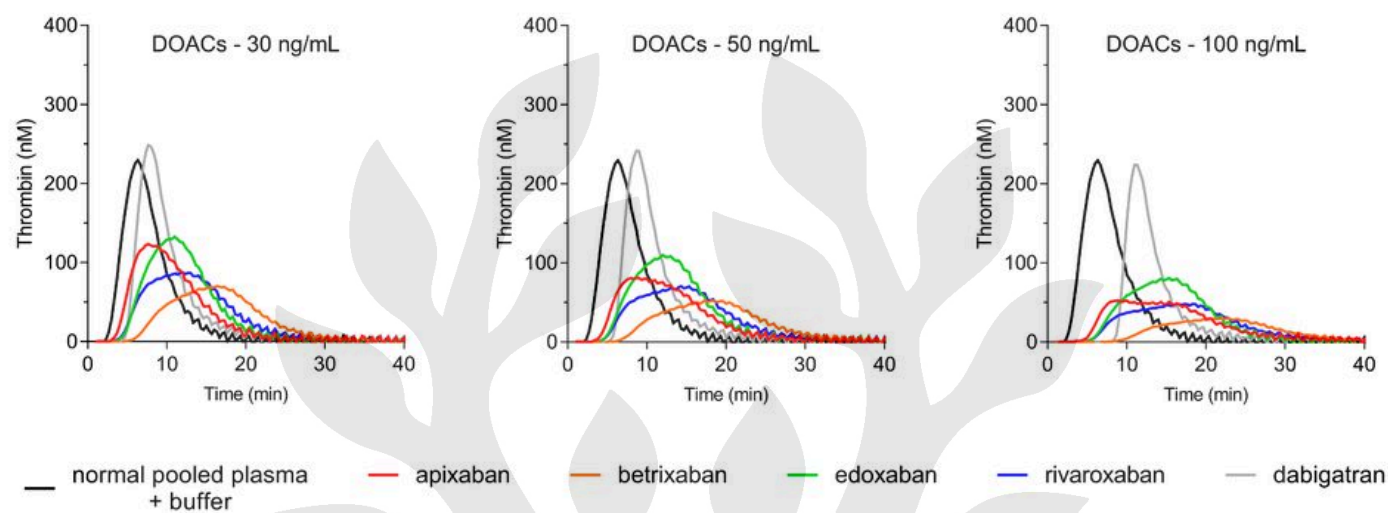 DOACs - 30 ng/mL
Thrombin (nM)
400
300
200
100
0
0 10 20 30 40
Time (min)
DOACs - 50 ng/mL
Thrombin (nM)
400
300
200
100
0
0 10 20 30 40
Time (min)
DOACs - 100 ng/mL
Thrombin (nM)
400
300
200
100
0
0 10 20 30 40
Time (min)
normal pooled plasma
+ buffer
apixaban
betrixaban
edoxaban
rivaroxaban
dabigatran